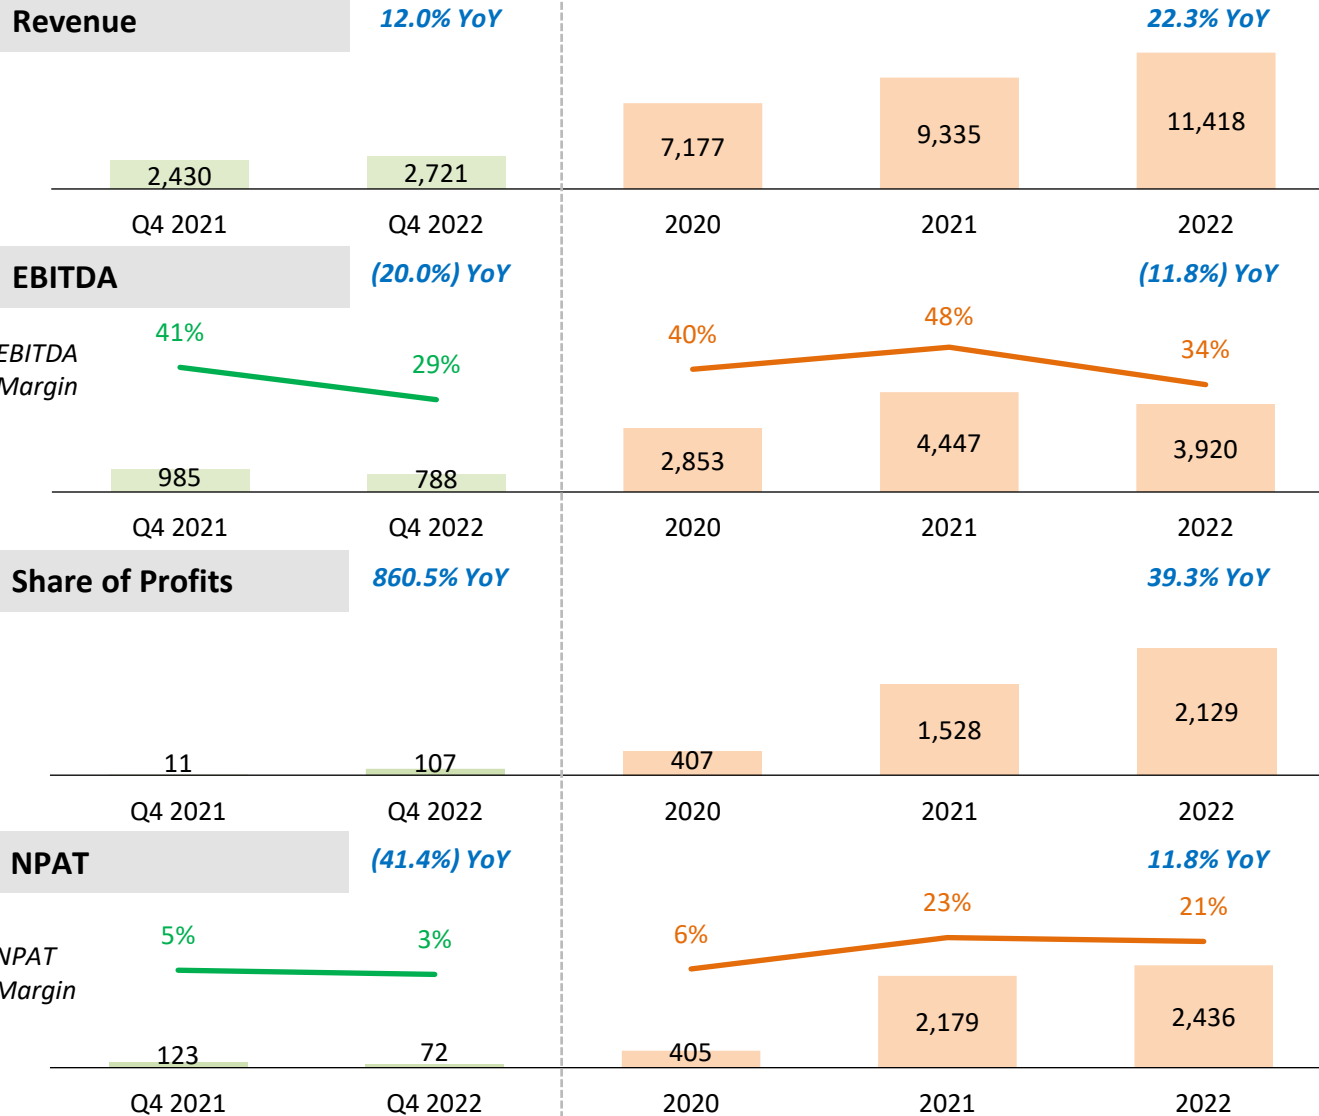 Revenue
12.0% YoY
22.3% YoY
2,430
2,721
7,177
9,335
11,418
Q4 2021
Q4 2022
2020
2021
2022
EBITDA
(20.0%) YoY
(11.8%) YoY
EBITDA
Margin
41%
29%
40%
48%
34%
985
788
2,853
4,447
3,920
Q4 2021
Q4 2022
2020
2021
2022
Share of Profits
860.5% YoY
39.3% YoY
11
107
407
1,528
2,129
Q4 2021
Q4 2022
2020
2021
2022
NPAT
(41.4%) YoY
11.8% YoY
NPAT
Margin
5%
3%
6%
23%
21%
123
72
405
2,179
2,436
Q4 2021
Q4 2022
2020
2021
2022